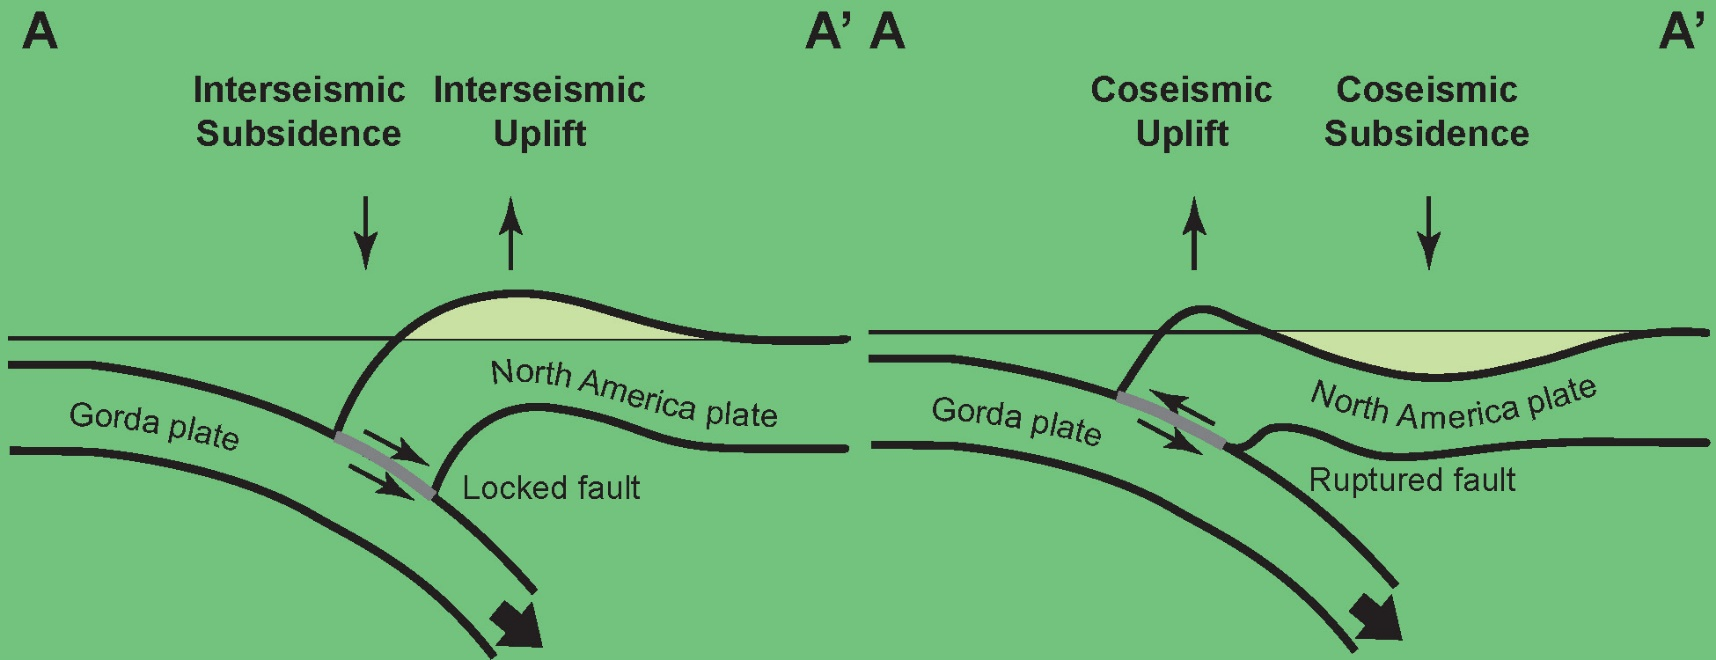 A
A’
Interseismic
Subsidence
Interseismic
Uplift
North America plate
Gorda plate
Locked fault
A
A’
Coseismic
Uplift
Coseismic
Subsidence
North America plate
Gorda plate
Ruptured fault